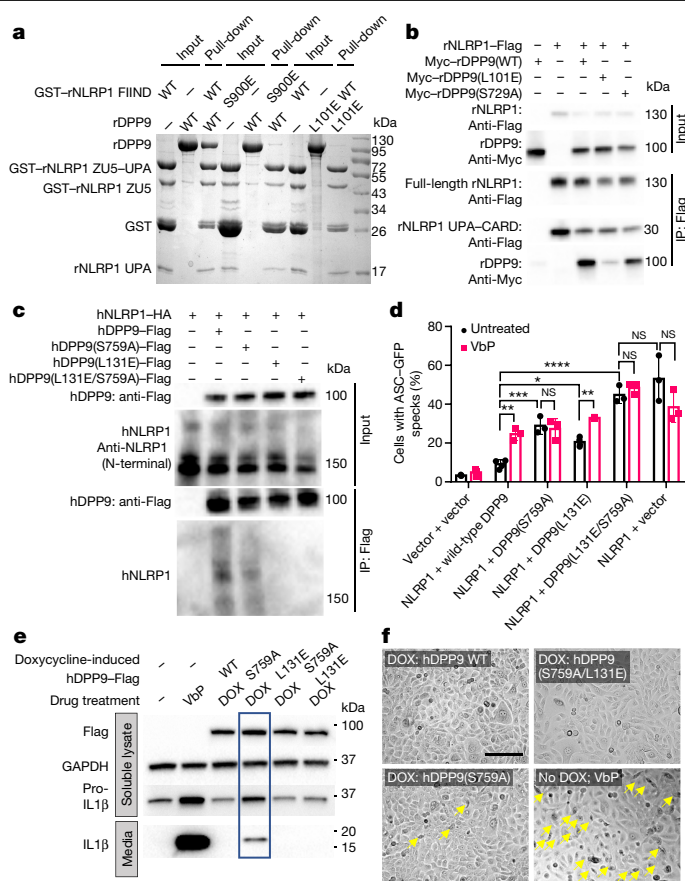 a
Input
Pull-down
Input
Pull-down
Input
Pull-down
GST–rNLRP1 FIIND WT – WT S900E – S900E WT – WT
rDPP9 – WT WT – WT WT – L101E L101E
kDa
rDPP9
130
95
GST–rNLRP1 ZU5–UPA
72
55
GST–rNLRP1 ZU5
43
34
GST
26
rNLRP1 UPA
17
b
rNLRP1–Flag – + + + +
Myc–rDPP9(WT) + – + – –
Myc–rDPP9(L101E) – – – + –
Myc–rDPP9(S729A) – – – – +
kDa
rNLRP1:
Anti-Flag
130
rDPP9:
Anti-Myc
100
Input
Full-length rNLRP1:
Anti-Flag
130
rNLRP1 UPA–CARD:
Anti-Flag
30
rDPP9:
Anti-Myc
100
IP: Flag
c
hNLRP1–HA + + + + +
hDPP9–Flag – + – – –
hDPP9(S759A)–Flag – – + – –
hDPP9(L131E)–Flag – – – + –
hDPP9(L131E/S759A)–Flag – – – – +
kDa
hDPP9: anti-Flag
100
hNLRP1
Anti-NLRP1
(N-terminal)
150
Input
hDPP9: anti-Flag
100
hNLRP1
150
IP: Flag
d
Cells with ASC–GFP
specks (%)
80
60
40
20
0
Untreated
VbP
**
***
NS
*
**
****
NS
NS
NS
Vector + vector
NLRP1 + wild-type DPP9
NLRP1 + DPP9(S759A)
NLRP1 + DPP9(L131E)
NLRP1 + DPP9(L131E/S759A)
NLRP1 + vector
e
Doxycycline-induced
hDPP9–Flag – – WT S759A L131E S759A L131E
Drug treatment – VbP DOX DOX DOX DOX
kDa
Flag
100
GAPDH
37
Pro-
IL1β
37
Soluble lysate
IL1β
20
15
Media
f
DOX: hDPP9 WT
DOX: hDPP9
(S759A/L131E)
DOX: hDPP9(S759A)
No DOX; VbP